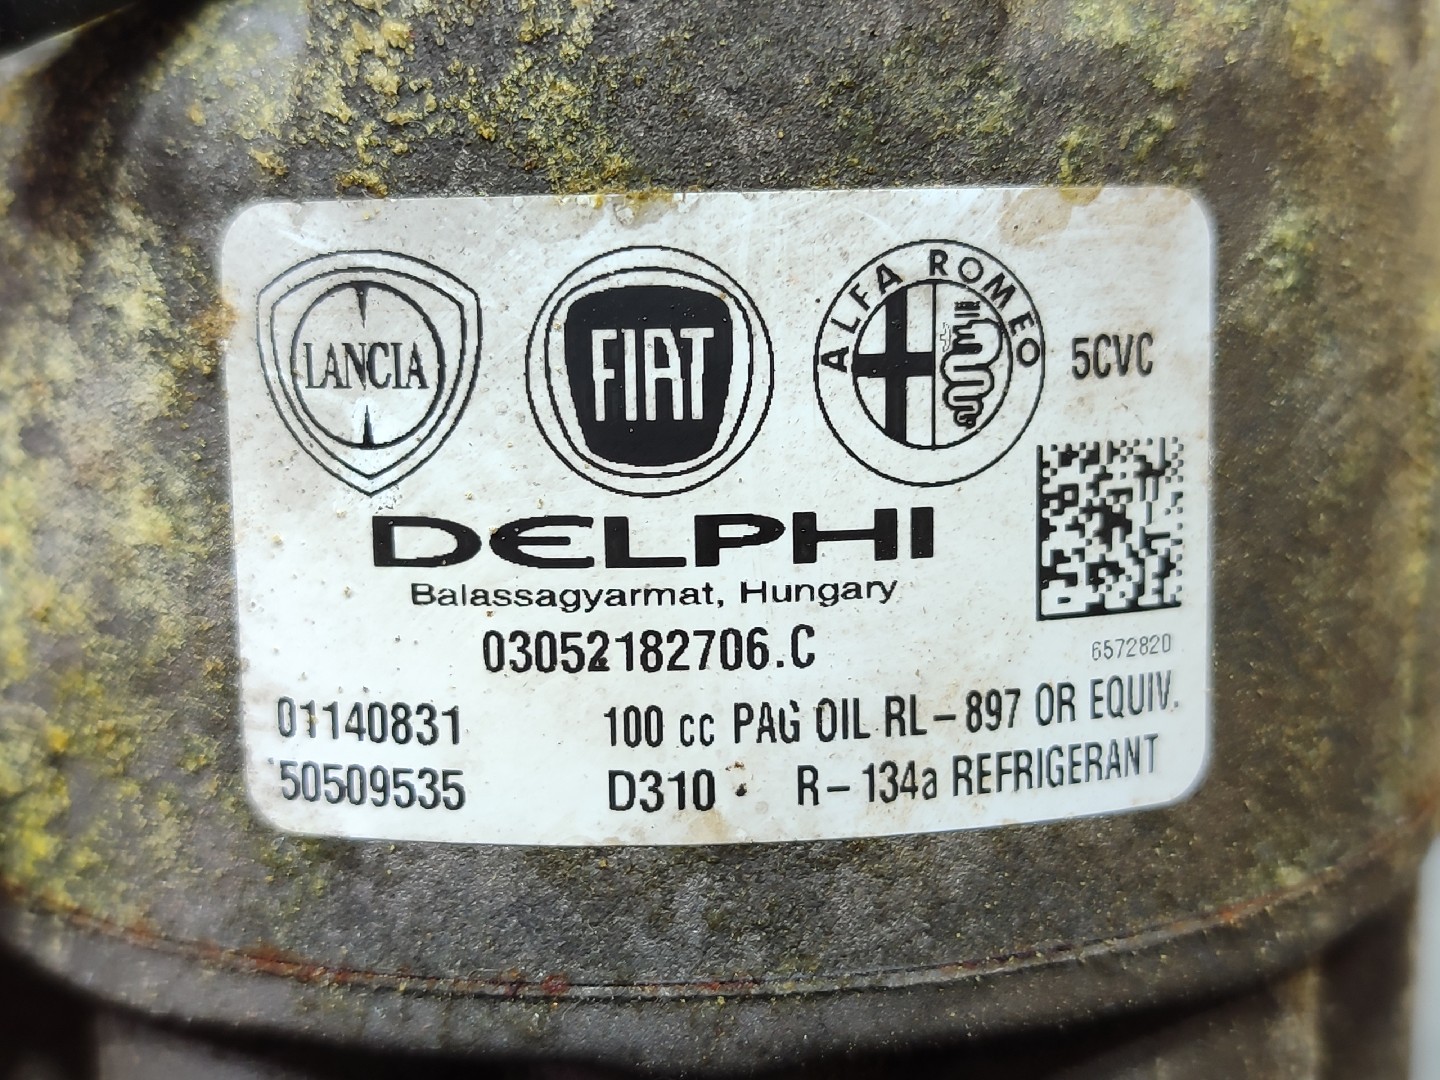 LANCIA
FIAT
ALFA ROMEO
5CVC
DELPHI
Balassagyarmat, Hungary
03052182706.C
6572820
01140831
100 cc PAG OIL RL-897 OR EQUIV.
50509535
D310 · R-134a REFRIGERANT